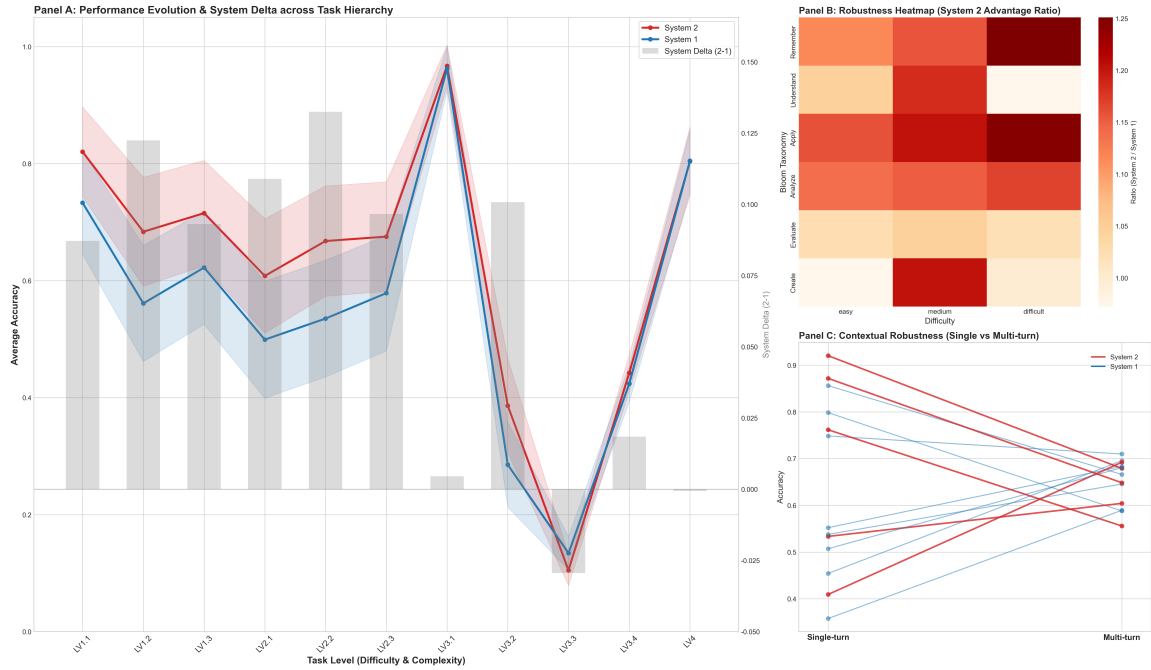 Panel A: Performance Evolution & System Delta across Task Hierarchy
System 2
System 1
System Delta (2-1)
1.0
0.8
0.6
0.4
0.2
0.0
Average Accuracy
0.150
0.125
0.100
0.075
0.050
0.025
0.000
-0.025
-0.050
System Delta (2-1)
LV1.1
LV1.2
LV1.3
LV2.1
LV2.2
LV2.3
LV3.1
LV3.2
LV3.3
LV3.4
LV4
Task Level (Difficulty & Complexity)
Panel B: Robustness Heatmap (System 2 Advantage Ratio)
Remember
Understand
Apply
Analyze
Evaluate
Create
Bloom Taxonomy
easy
medium
difficult
Difficulty
1.25
1.20
1.15
1.10
1.05
1.00
Ratio (System 2 / System 1)
Panel C: Contextual Robustness (Single vs Multi-turn)
System 2
System 1
0.9
0.8
0.7
0.6
0.5
0.4
Accuracy
Single-turn
Multi-turn